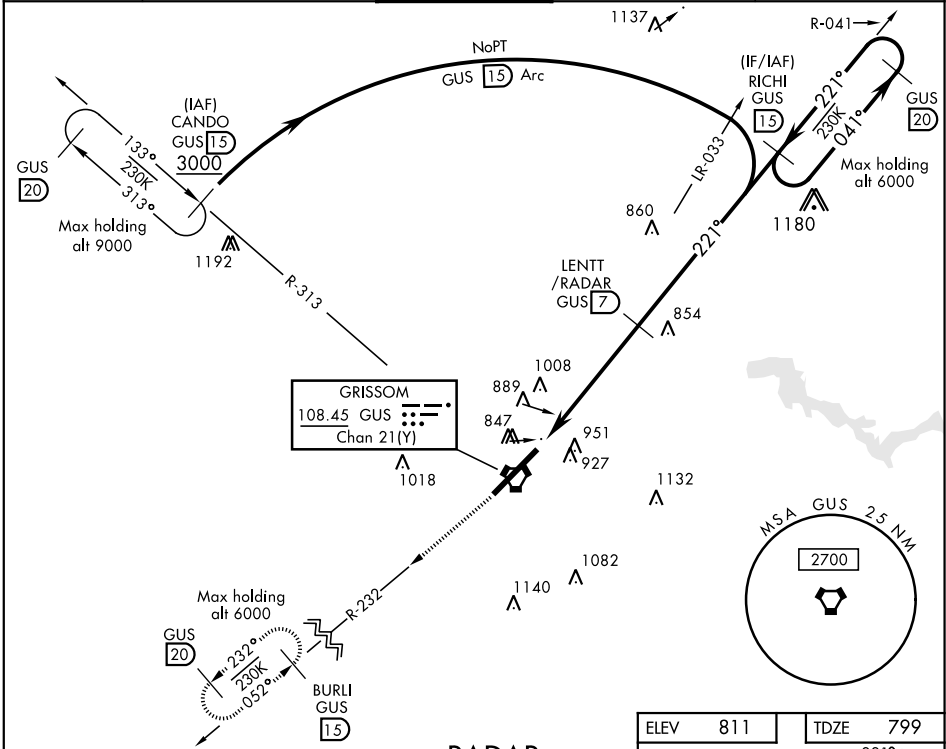 1137
R-041
NoPT
GUS 15 Arc
(IF/IAF)
RICHI
GUS
15
221°
230K
041°
GUS
20
Max holding
alt 6000
1180
(IAF)
CANDO
GUS 15
3000
133°
230K
313°
GUS
20
Max holding
alt 9000
1192
R-313
LR-033
860
221°
LENTT
/RADAR
GUS 7
854
1008
889
847
951
927
GRISSOM
108.45 GUS
Chan 21(Y)
1018
1132
1082
1140
MSA GUS 25 NM
2700
R-232
Max holding
alt 6000
GUS
20
232°
230K
052°
BURLI
GUS
15
ELEV 811
TDZE 799